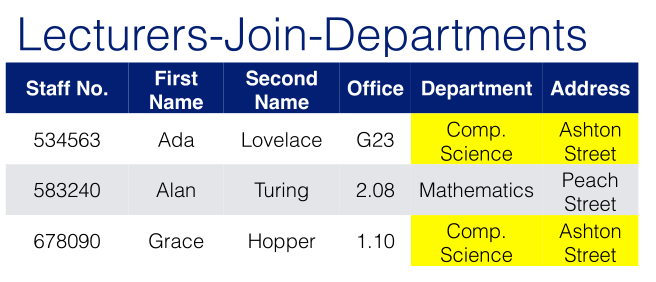 Lecturers-Join-Departments
Staff No. First Name Second Name Office Department Address
534563 Ada Lovelace G23 Comp. Science Ashton Street
583240 Alan Turing 2.08 Mathematics Peach Street
678090 Grace Hopper 1.10 Comp. Science Ashton Street